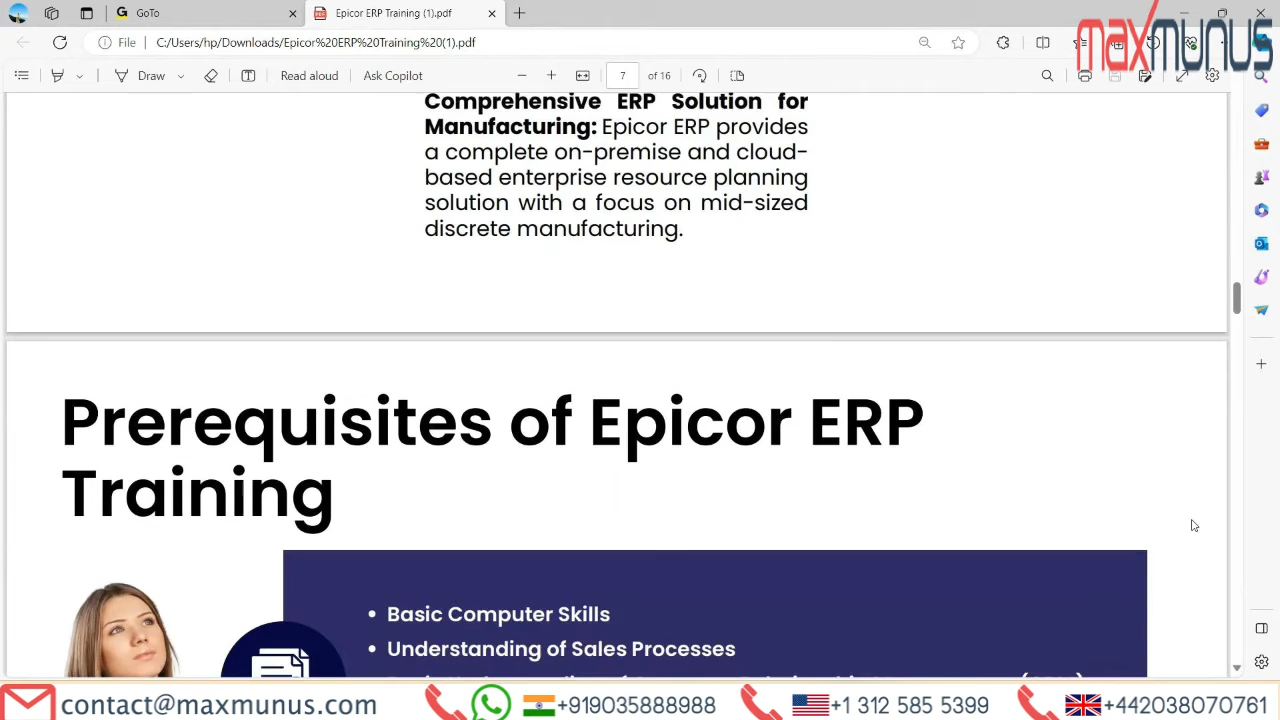 GoTo
Epicor ERP Training (1).pdf
File
C:/Users/hp/Downloads/Epicor%20ERP%20Training%20(1).pdf
maxmunus
Draw
Read aloud
Ask Copilot
7
of 16
Comprehensive ERP Solution for
Manufacturing: Epicor ERP provides
a complete on-premise and cloud-
based enterprise resource planning
solution with a focus on mid-sized
discrete manufacturing.
Prerequisites of Epicor ERP
Training
• Basic Computer Skills
• Understanding of Sales Processes
contact@maxmunus.com
+919035888988
+1 312 585 5399
+442038070761